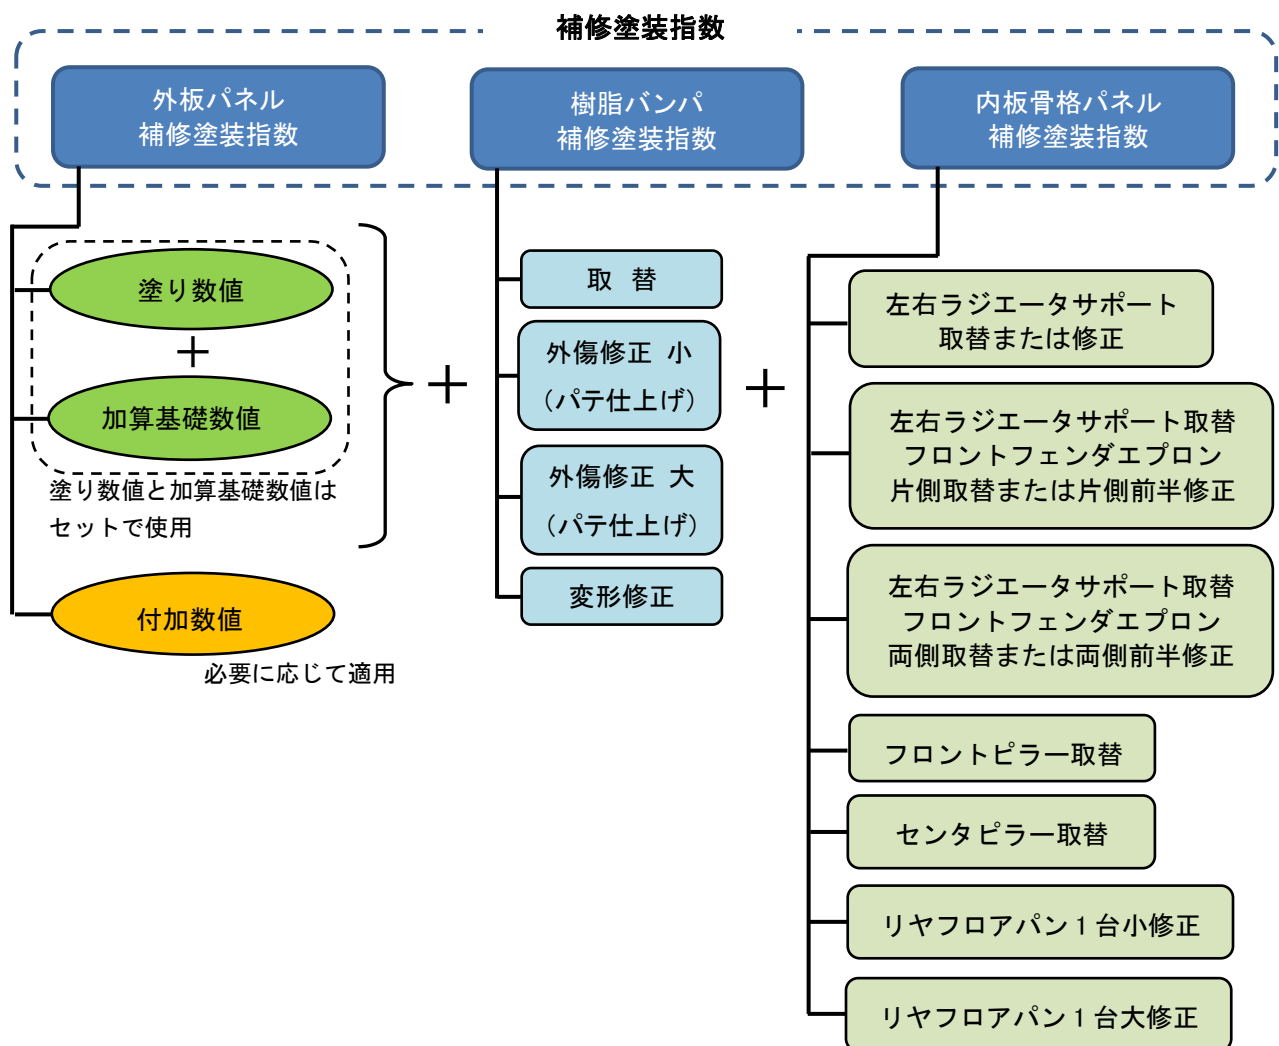 補修塗装指数
外板パネル
補修塗装指数
樹脂バンパ
補修塗装指数
内板骨格パネル
補修塗装指数
塗り数値
＋
加算基礎数値
塗り数値と加算基礎数値は
セットで使用
付加数値
必要に応じて適用
＋
取 替
外傷修正 小
（パテ仕上げ）
外傷修正 大
（パテ仕上げ）
変形修正
＋
左右ラジエータサポート
取替または修正
左右ラジエータサポート取替
フロントフェンダエプロン
片側取替または片側前半修正
左右ラジエータサポート取替
フロントフェンダエプロン
両側取替または両側前半修正
フロントピラー取替
センタピラー取替
リヤフロアパン１台小修正
リヤフロアパン１台大修正